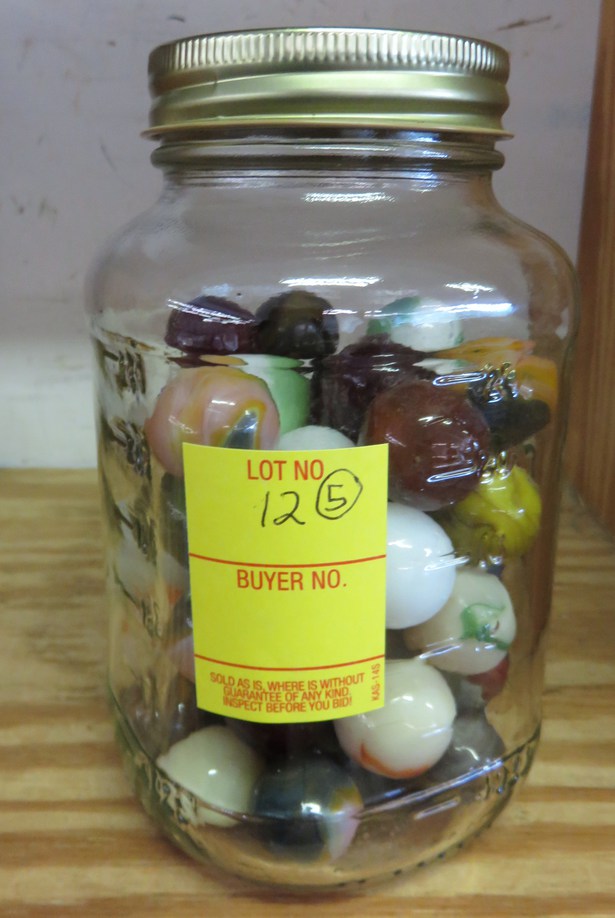 LOT NO
12 5
BUYER NO.
SOLD AS IS, WHERE IS WITHOUT
GUARANTEE OF ANY KIND.
INSPECT BEFORE YOU BID!
KAS-145